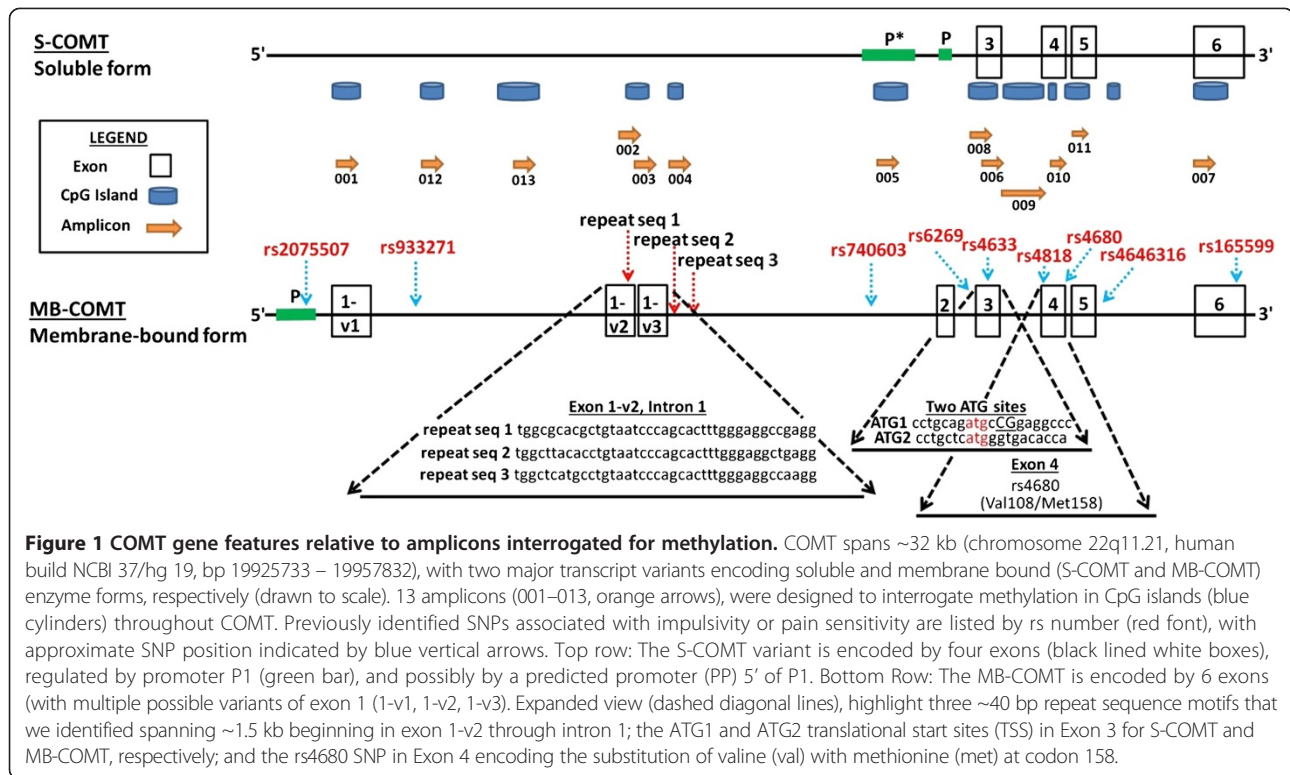 S-COMT
Soluble form
5'
P*
P
3
4
5
6
3'
LEGEND
Exon
CpG Island
Amplicon
002
008
011
001
012
013
003
004
005
006
010
007
009
repeat seq 1
repeat seq 2
repeat seq 3
rs2075507
rs933271
rs740603
rs6269
rs4633
rs4818
rs4680
rs4646316
rs165599
MB-COMT
Membrane-bound form
5'
P
1-
v1
1-
v2
1-
v3
2
3
4
5
6
3'
Exon 1-v2, Intron 1
repeat seq 1 tggcgcacgctgtaatcccagcactttgggaggccgagg
repeat seq 2 tggcttacacctgtaatcccagcactttgggaggctgagg
repeat seq 3 tggctcatgcctgtaatcccagcactttgggaggccaagg
Two ATG sites
ATG1 cctgcagatgcCGgaggccc
ATG2 cctgctcatgggtgacacca
Exon 4
rs4680
(Val108/Met158)
Figure 1 COMT gene features relative to amplicons interrogated for methylation. COMT spans ~32 kb (chromosome 22q11.21, human
build NCBI 37/hg 19, bp 19925733 – 19957832), with two major transcript variants encoding soluble and membrane bound (S-COMT and MB-COMT)
enzyme forms, respectively (drawn to scale). 13 amplicons (001–013, orange arrows), were designed to interrogate methylation in CpG islands (blue
cylinders) throughout COMT. Previously identified SNPs associated with impulsivity or pain sensitivity are listed by rs number (red font), with
approximate SNP position indicated by blue vertical arrows. Top row: The S-COMT variant is encoded by four exons (black lined white boxes),
regulated by promoter P1 (green bar), and possibly by a predicted promoter (PP) 5′ of P1. Bottom Row: The MB-COMT is encoded by 6 exons
(with multiple possible variants of exon 1 (1-v1, 1-v2, 1-v3). Expanded view (dashed diagonal lines), highlight three ~40 bp repeat sequence motifs that
we identified spanning ~1.5 kb beginning in exon 1-v2 through intron 1; the ATG1 and ATG2 translational start sites (TSS) in Exon 3 for S-COMT and
MB-COMT, respectively; and the rs4680 SNP in Exon 4 encoding the substitution of valine (val) with methionine (met) at codon 158.